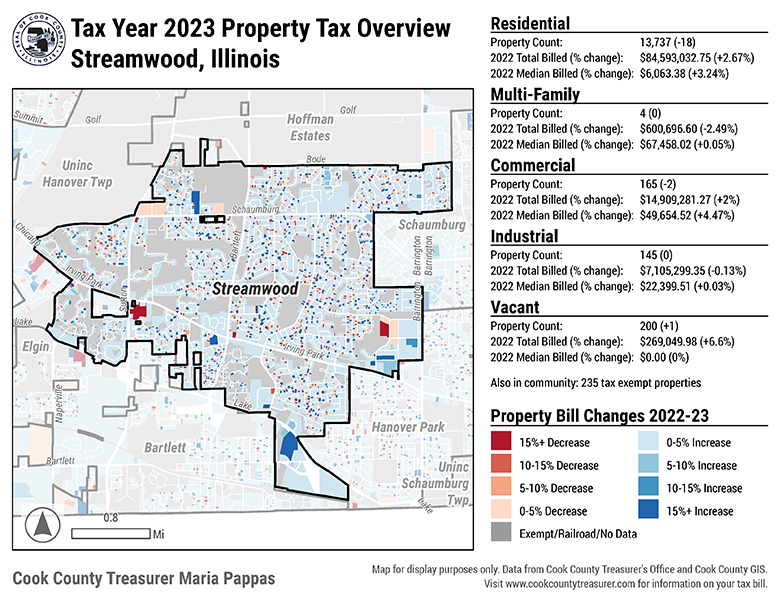 SEAL OF COOK COUNTY
ILLINOIS
Tax Year 2023 Property Tax Overview
Streamwood, Illinois
Summit
Golf
Golf
Hoffman
Estates
Uninc
Hanover Twp
Bode
Schaumburg
Schaumburg
Chicago
Bartlett
Barrington
Barrington
Barrington
Irving Park
Sutton
Streamwood
Lake
Elgin
Irving Park
Naperville
Lake
Hanover Park
Bartlett
Bartlett
Uninc
Schaumburg
Twp
Lake
0.8
Mi
Residential
Property Count: 13,737 (-18)
2022 Total Billed (% change): $84,593,032.75 (+2.67%)
2022 Median Billed (% change): $6,063.38 (+3.24%)
Multi-Family
Property Count: 4 (0)
2022 Total Billed (% change): $600,696.60 (-2.49%)
2022 Median Billed (% change): $67,458.02 (+0.05%)
Commercial
Property Count: 165 (-2)
2022 Total Billed (% change): $14,909,281.27 (+2%)
2022 Median Billed (% change): $49,654.52 (+4.47%)
Industrial
Property Count: 145 (0)
2022 Total Billed (% change): $7,105,299.35 (-0.13%)
2022 Median Billed (% change): $22,399.51 (+0.03%)
Vacant
Property Count: 200 (+1)
2022 Total Billed (% change): $269,049.98 (+6.6%)
2022 Median Billed (% change): $0.00 (0%)
Also in community: 235 tax exempt properties
Property Bill Changes 2022-23
15%+ Decrease
10-15% Decrease
5-10% Decrease
0-5% Decrease
Exempt/Railroad/No Data
0-5% Increase
5-10% Increase
10-15% Increase
15%+ Increase
Cook County Treasurer Maria Pappas
Map for display purposes only. Data from Cook County Treasurer's Office and Cook County GIS.
Visit www.cookcountytreasurer.com for information on your tax bill.